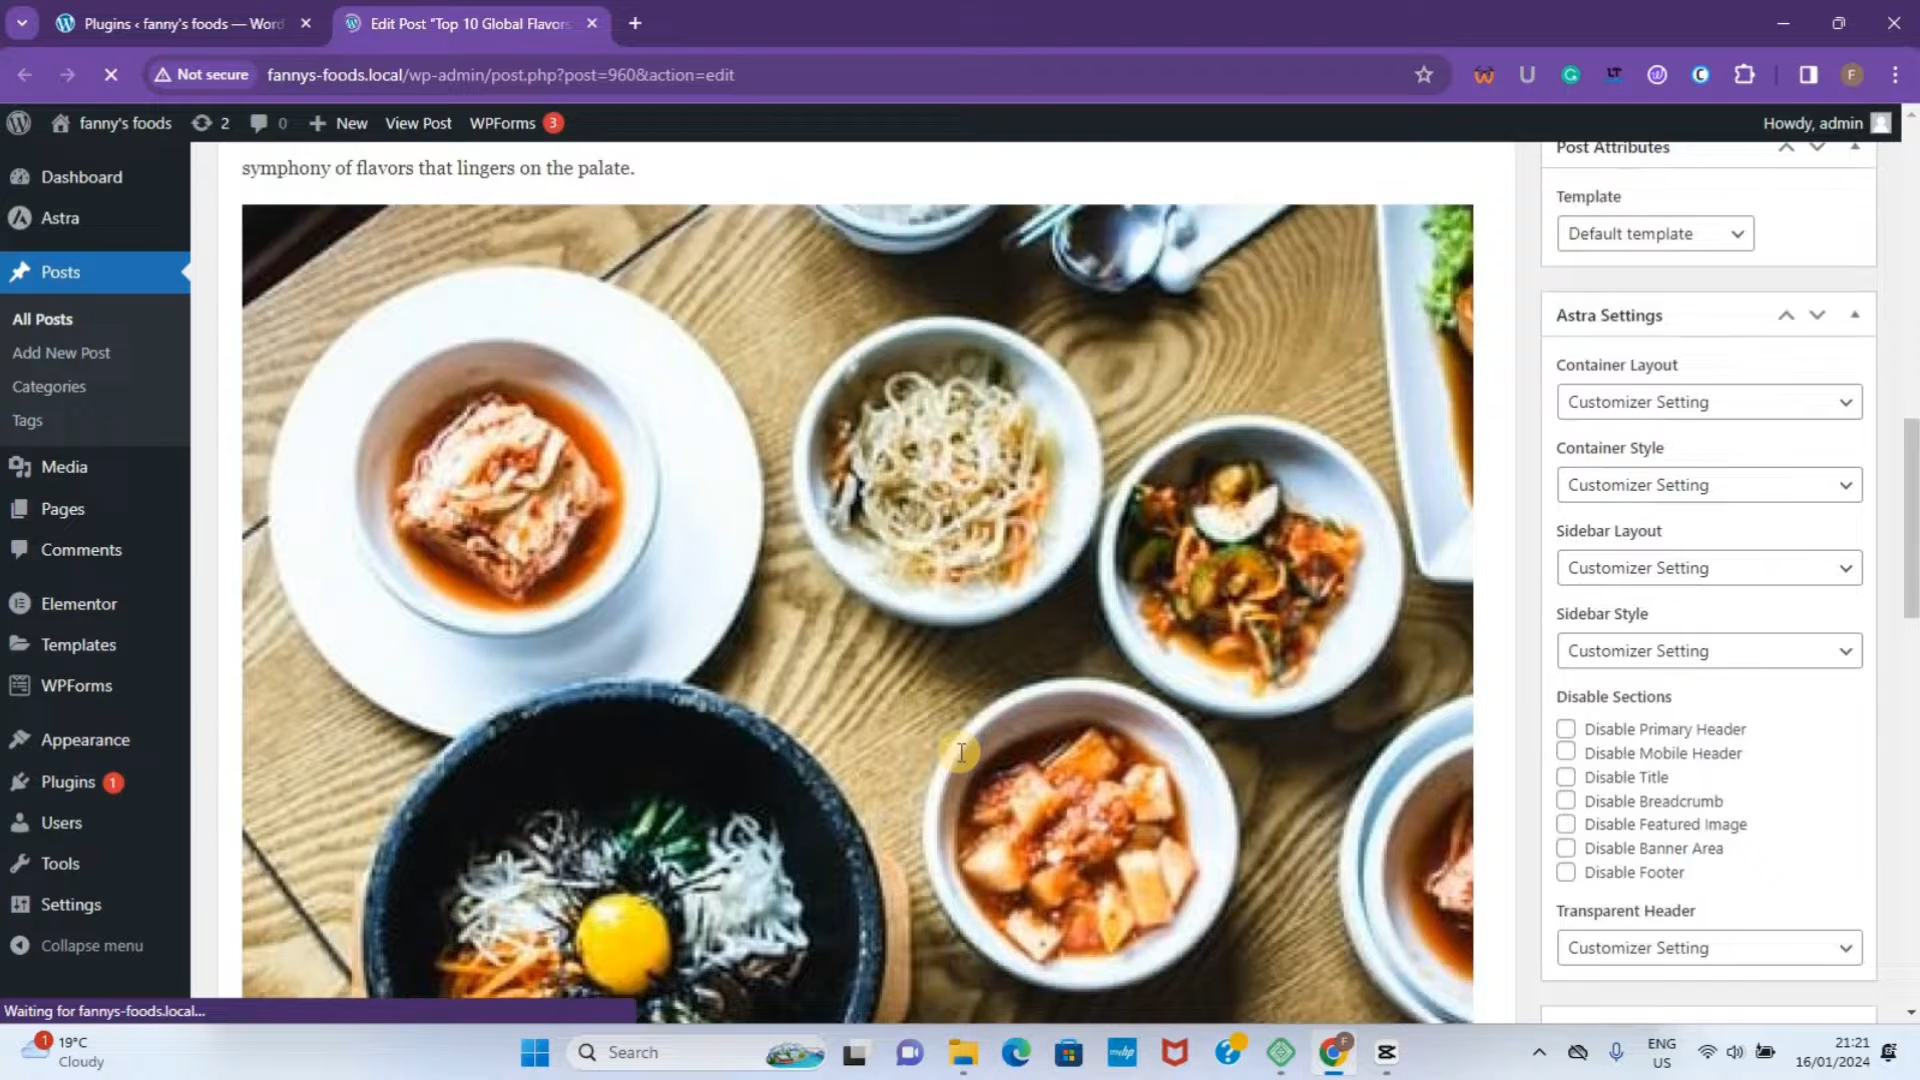 Plugins ‹ fanny's foods — Word
Edit Post "Top 10 Global Flavors
Not secure
fannys-foods.local/wp-admin/post.php?post=960&action=edit
F
fanny's foods
2
0
New
View Post
WPForms 3
Howdy, admin
Dashboard
Astra
Posts
All Posts
Add New Post
Categories
Tags
Media
Pages
Comments
Elementor
Templates
WPForms
Appearance
Plugins 1
Users
Tools
Settings
Collapse menu
symphony of flavors that lingers on the palate.
Post Attributes
Template
Default template
Astra Settings
Container Layout
Customizer Setting
Container Style
Customizer Setting
Sidebar Layout
Customizer Setting
Sidebar Style
Customizer Setting
Disable Sections
Disable Primary Header
Disable Mobile Header
Disable Title
Disable Breadcrumb
Disable Featured Image
Disable Banner Area
Disable Footer
Transparent Header
Customizer Setting
Waiting for fannys-foods.local...
1
19°C
Cloudy
Search
ENG
US
21:21
16/01/2024